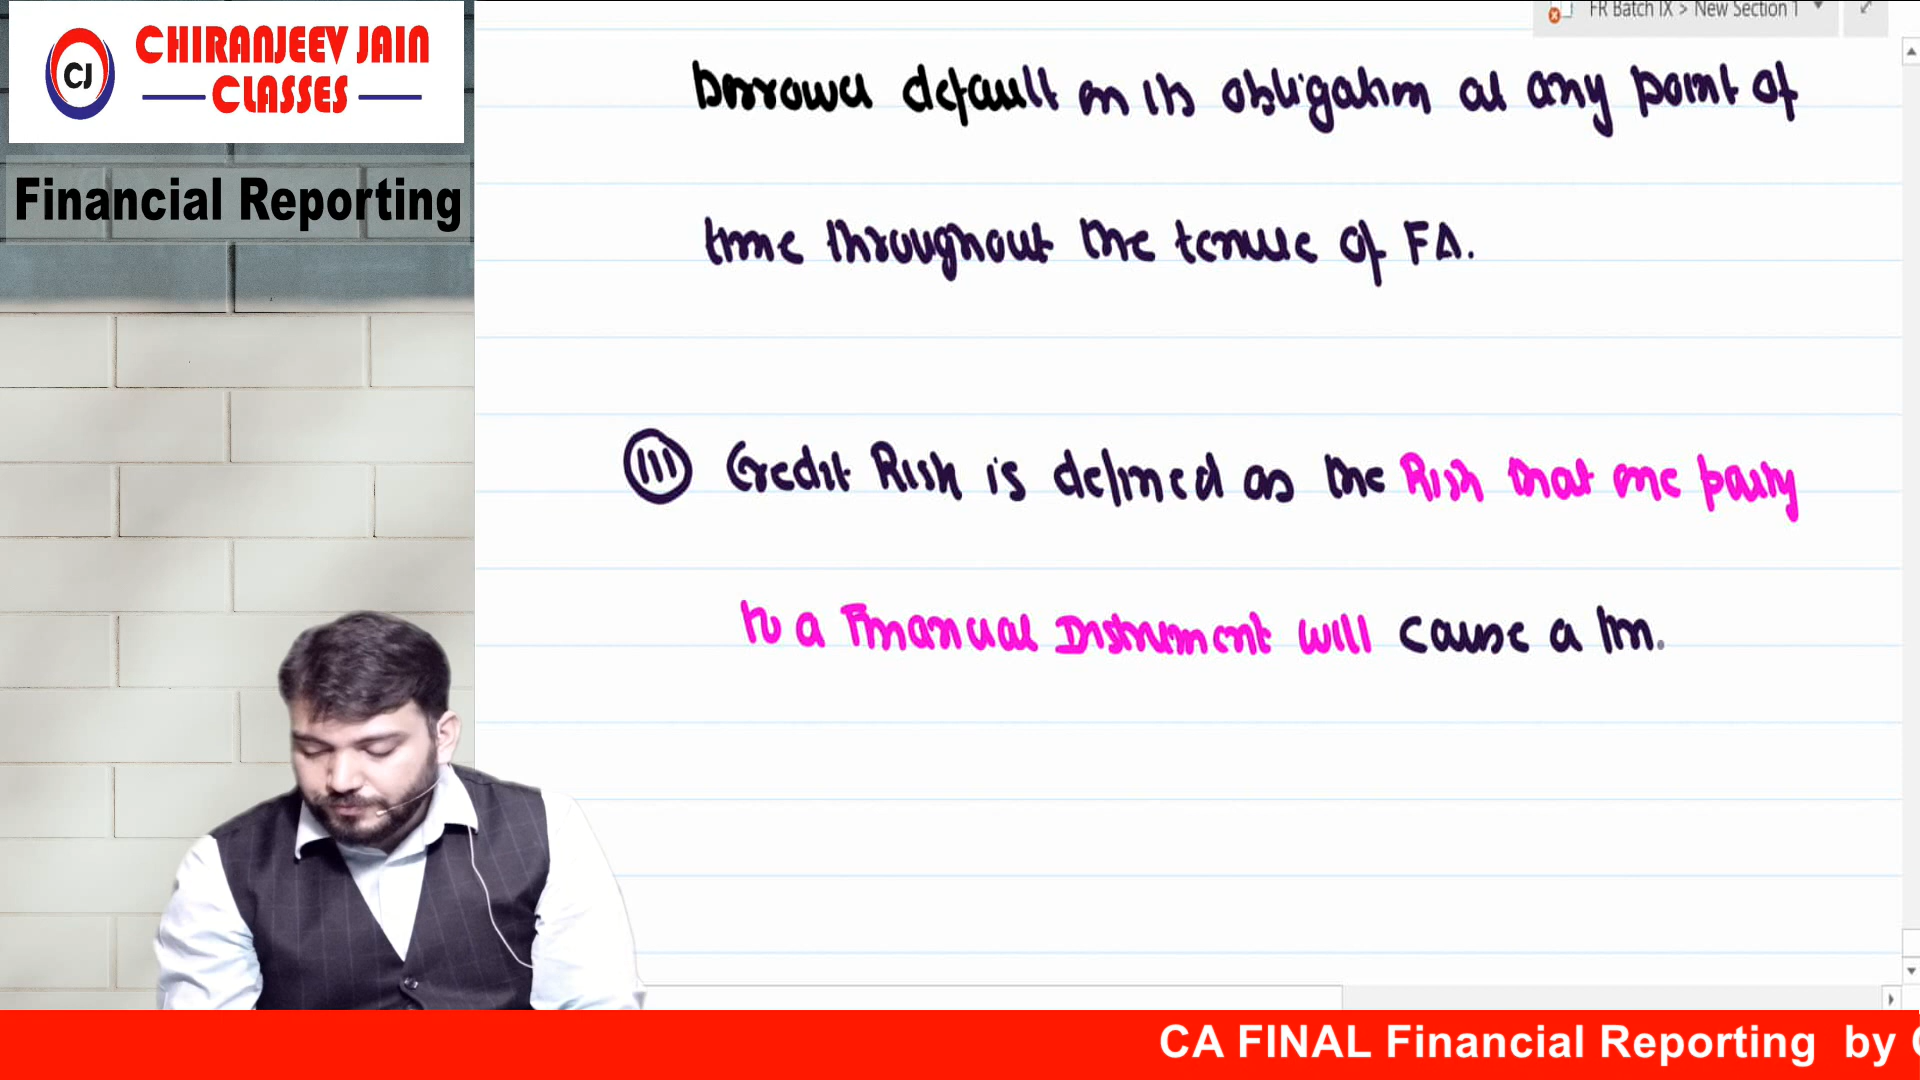 FR Batch IX > New Section 1
CHIRANJEEV JAIN
CJ
CLASSES
Financial Reporting
borrower default on its obligation at any point of
time throughout the tenure of FA.
(iii) Credit Risk is defined as the Risk that one party
to a Financial Instrument will cause a
CA FINAL Financial Reporting by